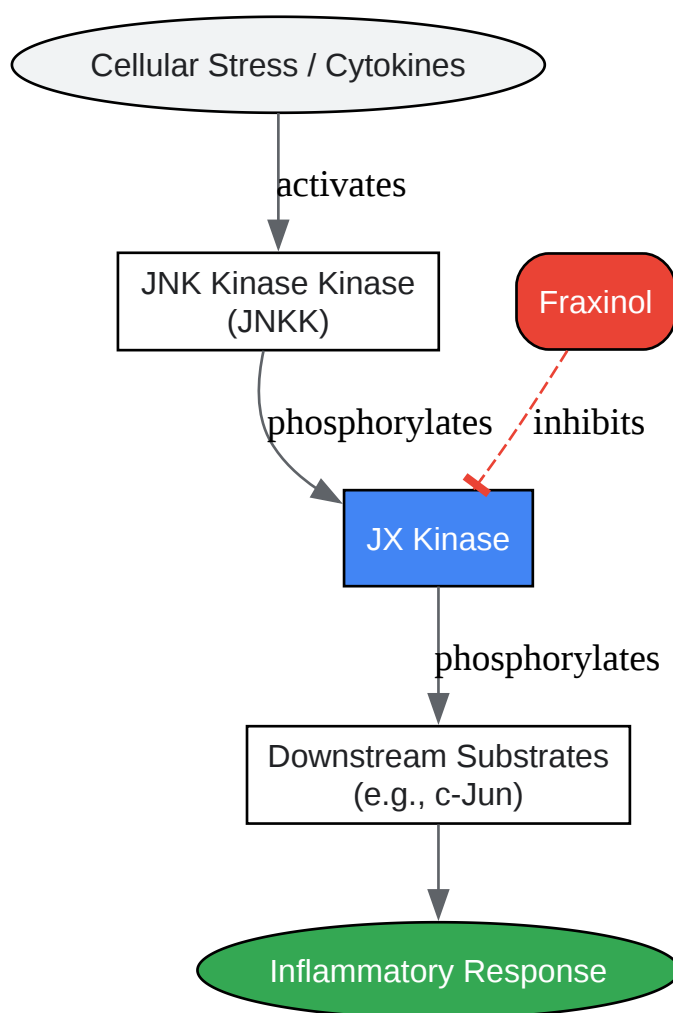 Cellular Stress / Cytokines
activates
JNK Kinase Kinase
(JNKK)
Fraxinol
phosphorylates
inhibits
JX Kinase
phosphorylates
Downstream Substrates
(e.g., c-Jun)
Inflammatory Response